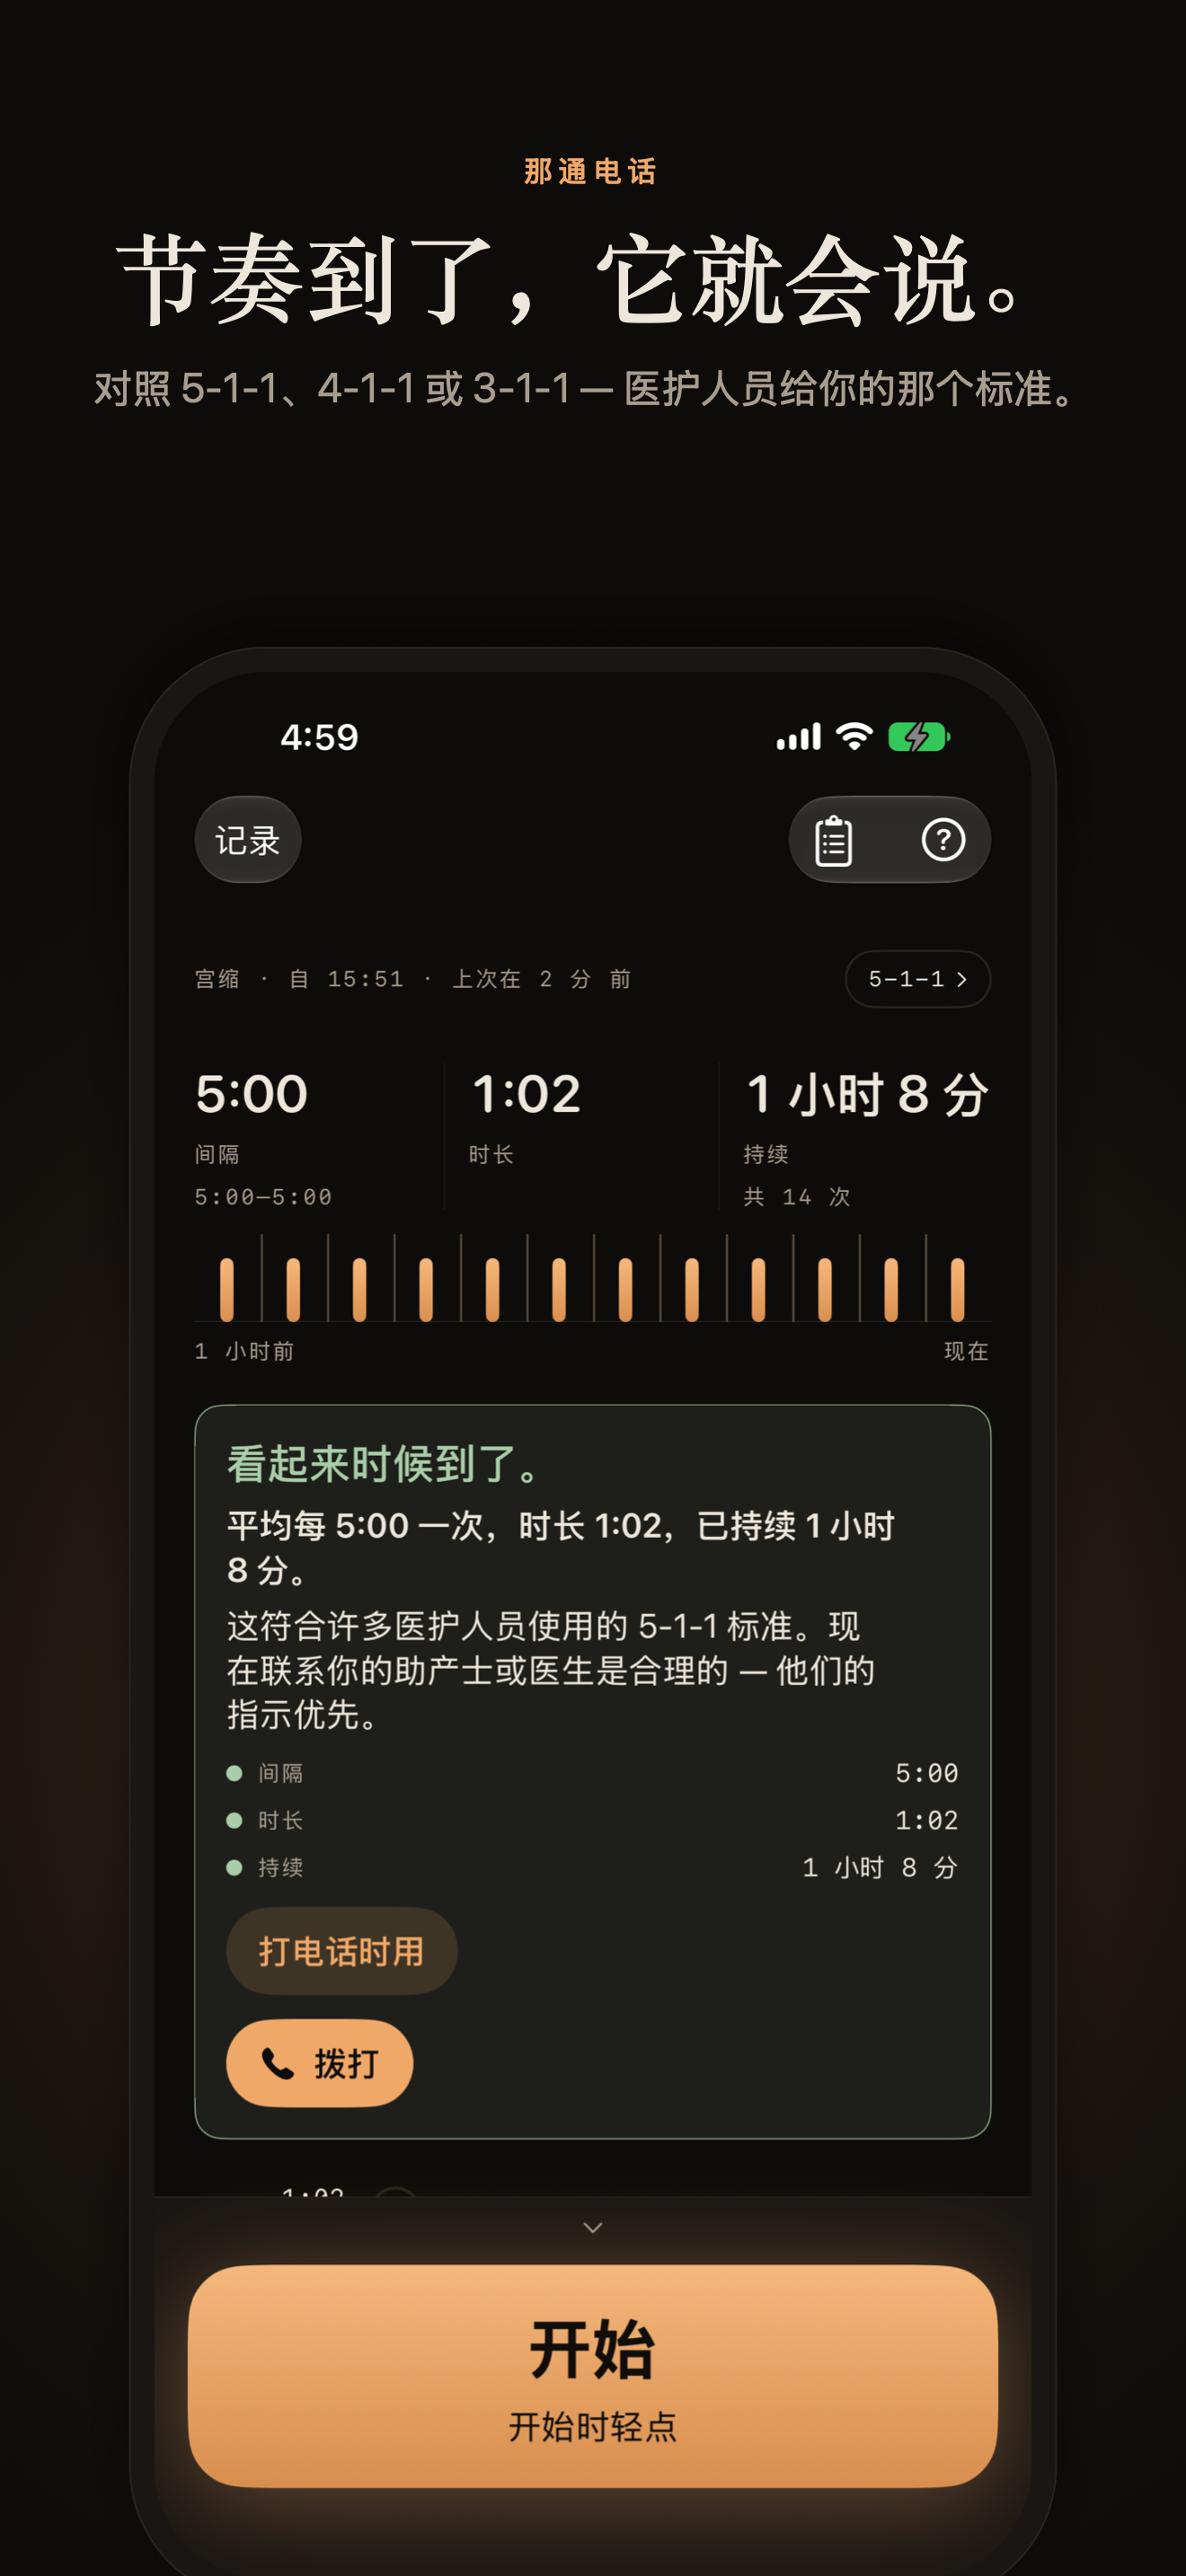 那通电话
节奏到了，它就会说。
对照 5-1-1、4-1-1 或 3-1-1 — 医护人员给你的那个标准。
4:59
记录
宫缩 · 自 15:51 · 上次在 2 分 前
5-1-1
5:00
1:02
1 小时 8 分
间隔
时长
持续
5:00—5:00
共 14 次
1 小时前
现在
看起来时候到了。
平均每 5:00 一次，时长 1:02，已持续 1 小时
8 分。
这符合许多医护人员使用的 5-1-1 标准。现
在联系你的助产士或医生是合理的 — 他们的
指示优先。
间隔 5:00
时长 1:02
持续 1 小时 8 分
打电话时用
拨打
1:02
开始
开始时轻点